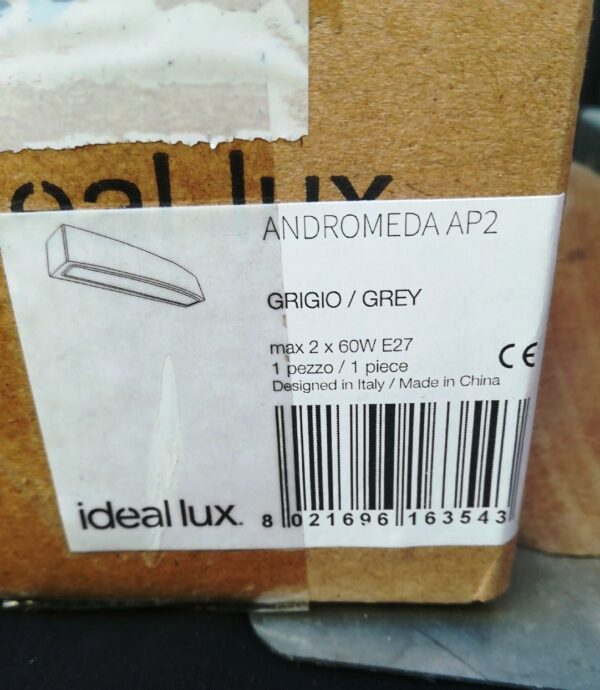 eal lux
ANDROMEDA AP2
GRIGIO / GREY
max 2 x 60W E27
1 pezzo / 1 piece
CE
Designed in Italy / Made in China
ideal lux.
8 021696 163543